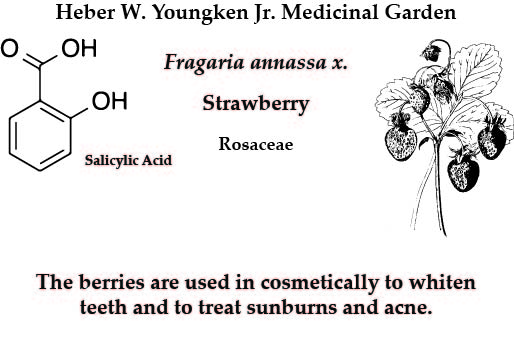 Heber W. Youngken Jr. Medicinal Garden
O
OH
Fragaria annassa x.
OH
Strawberry
Rosaceae
Salicylic Acid
The berries are used in cosmetically to whiten
teeth and to treat sunburns and acne.